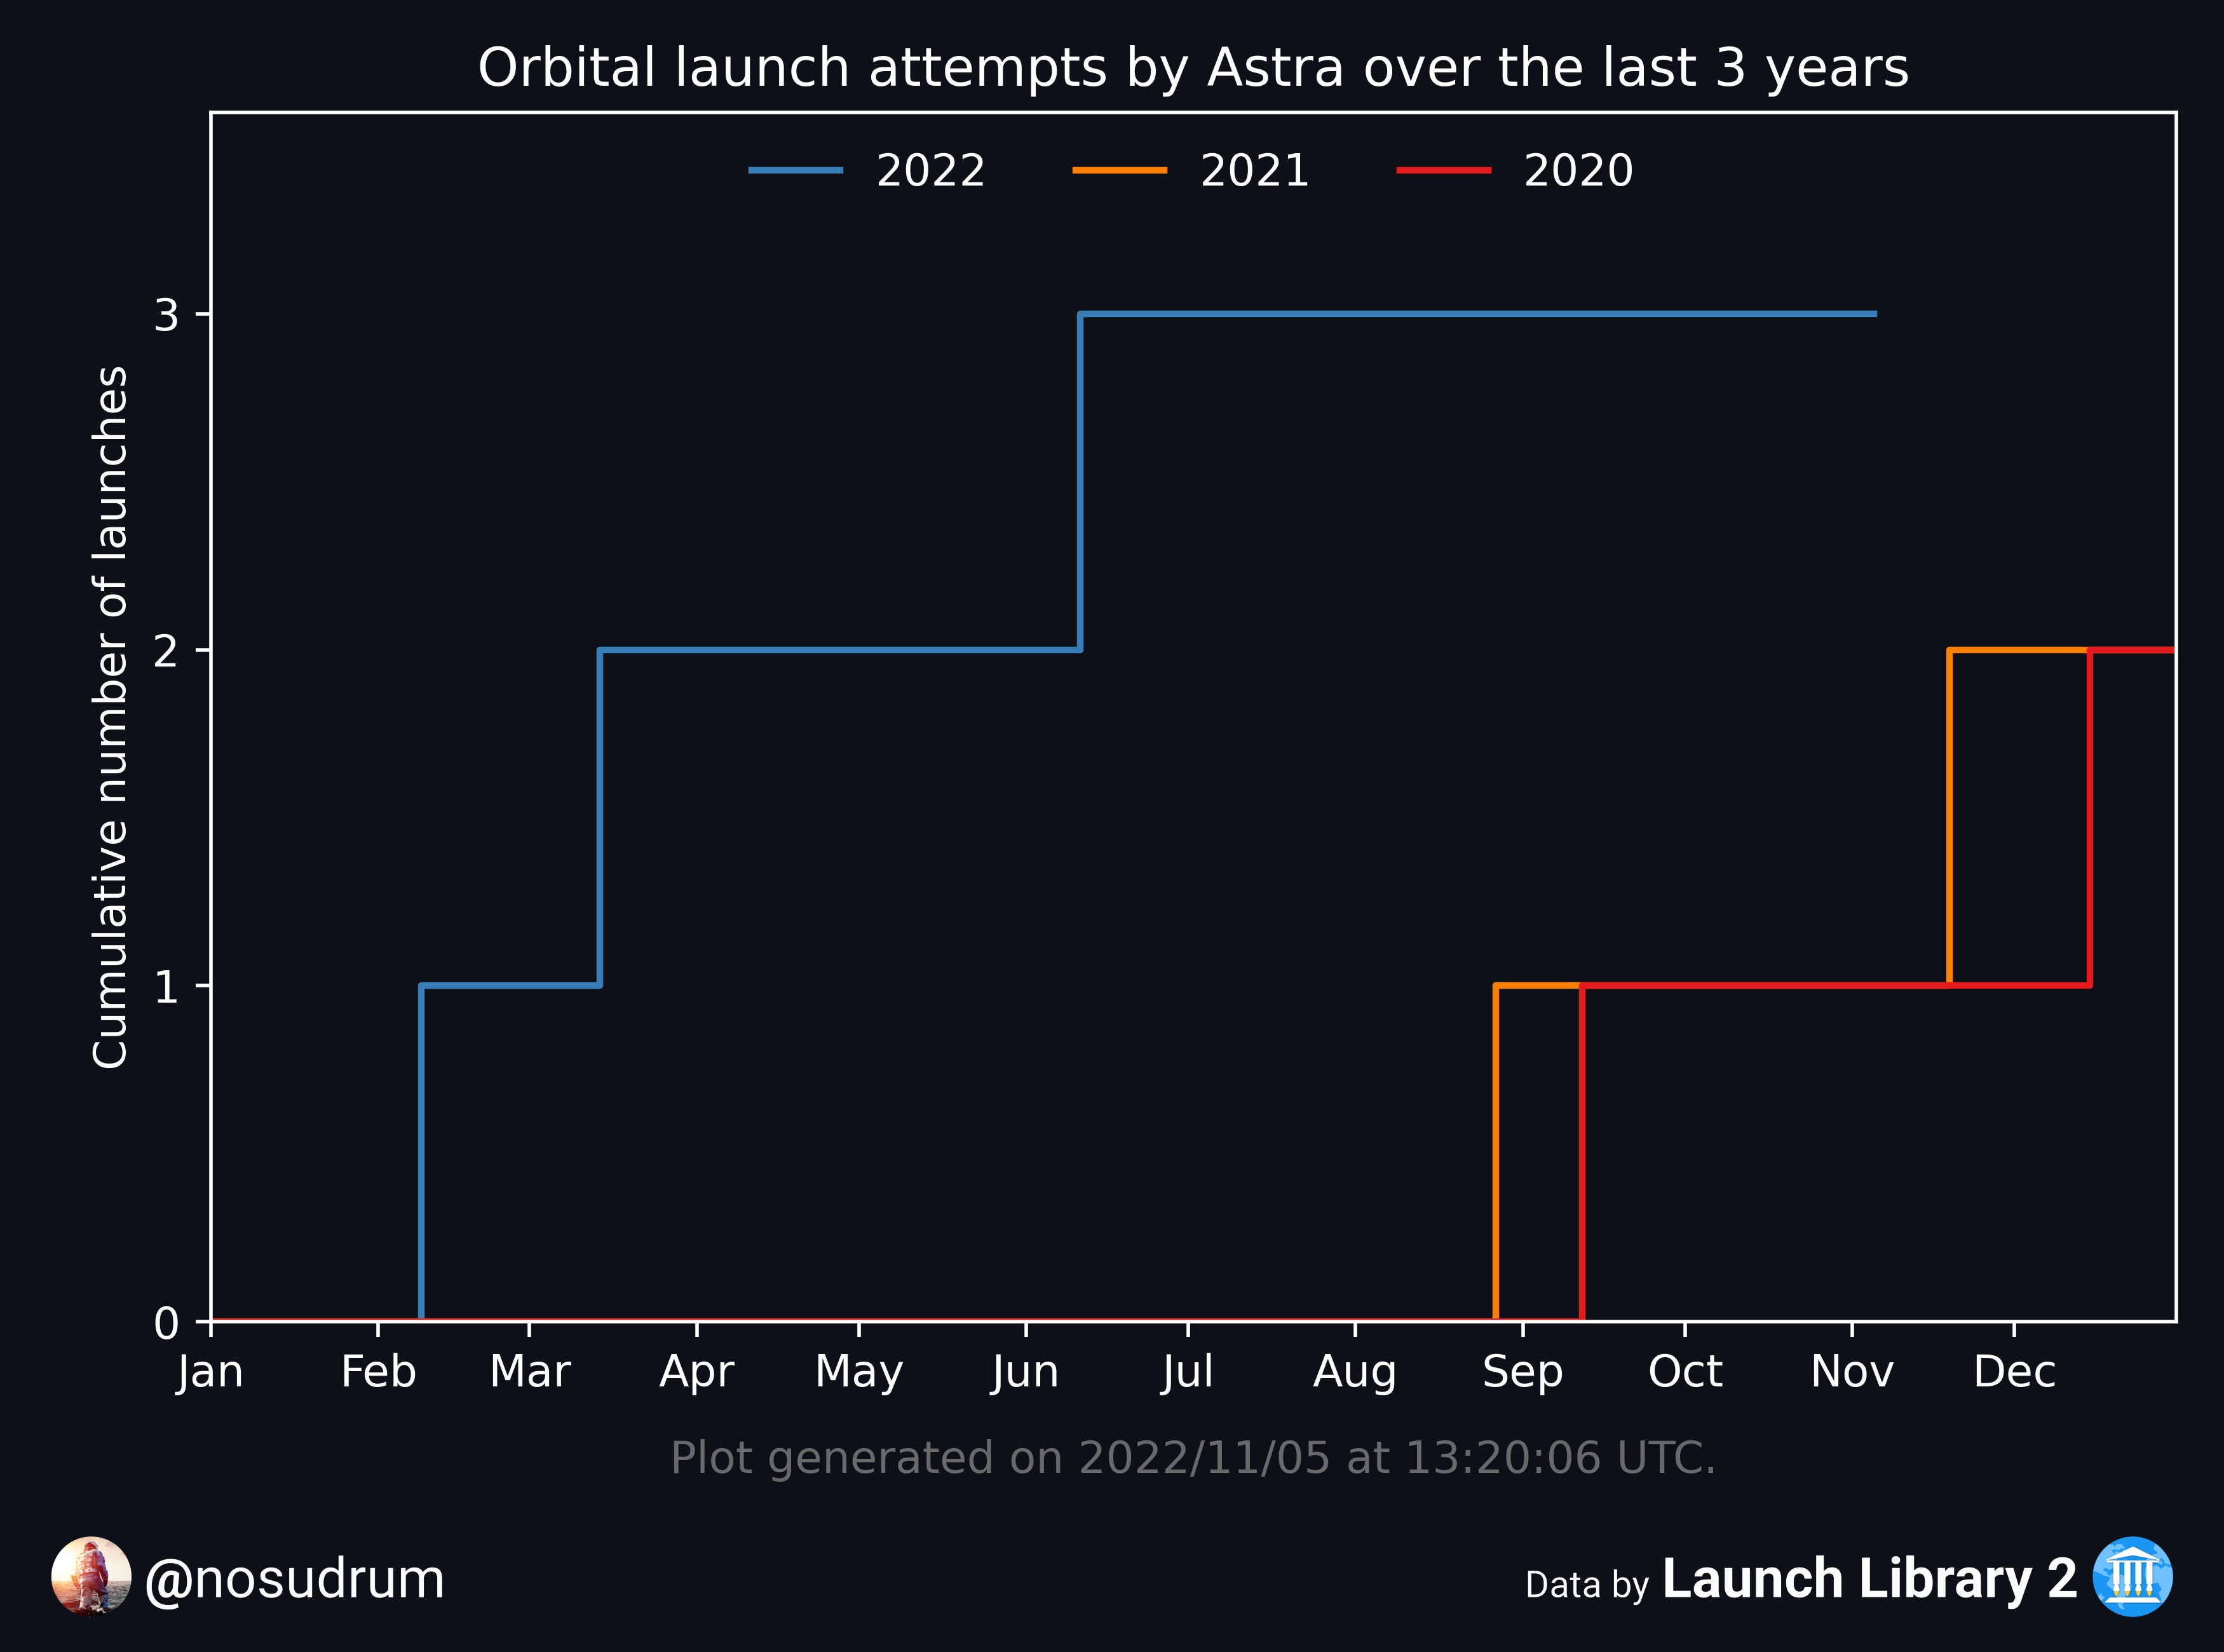 Orbital launch attempts by Astra over the last 3 years
2022 2021 2020
Cumulative number of launches
3
2
1
0
Jan Feb Mar Apr May Jun Jul Aug Sep Oct Nov Dec
Plot generated on 2022/11/05 at 13:20:06 UTC.
@nosudrum
Data by Launch Library 2